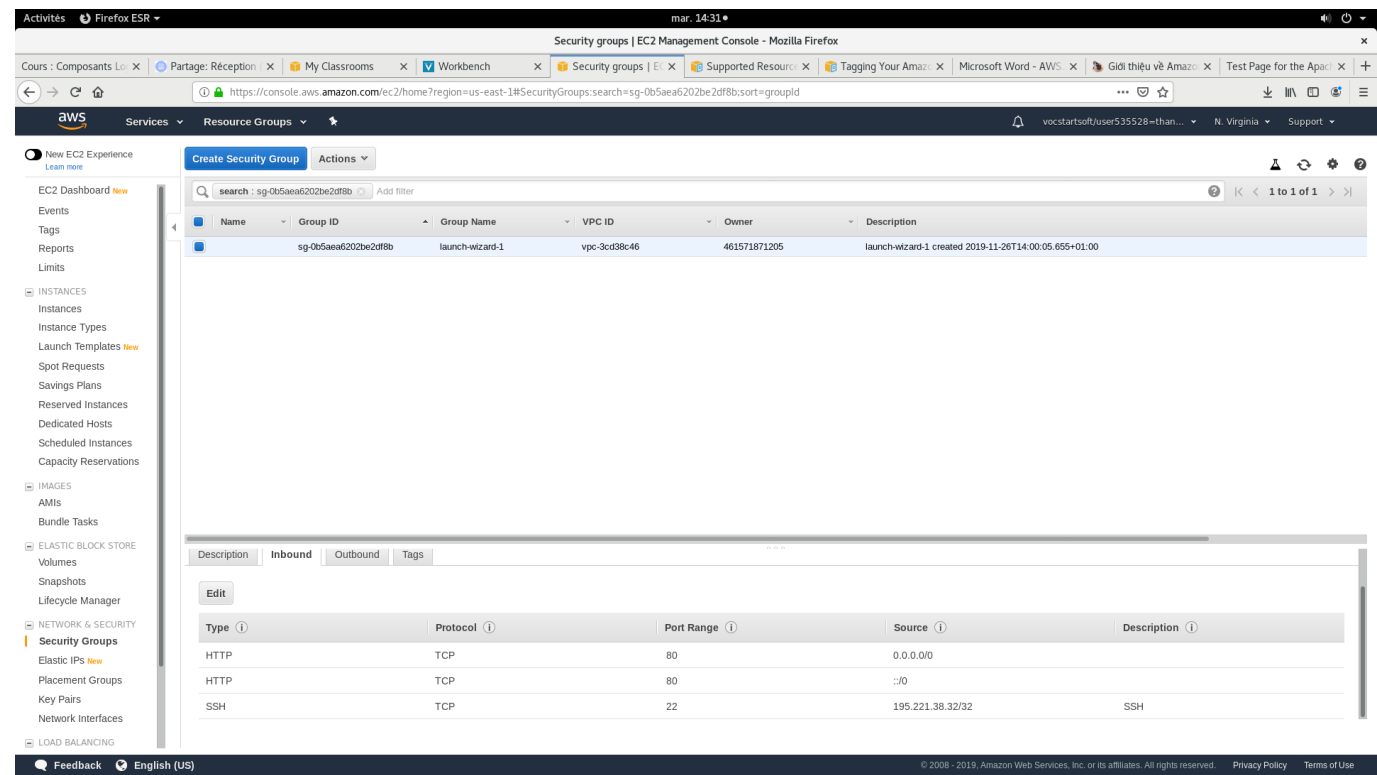 Activités Firefox ESR mar. 14:31
Security groups | EC2 Management Console - Mozilla Firefox
Cours : Composants Lo Partage: Réception My Classrooms Workbench Security groups | EC Supported Resource Tagging Your Amazo Microsoft Word - AWS Giới thiệu về Amazo Test Page for the Apach
https://console.aws.amazon.com/ec2/home?region=us-east-1#SecurityGroups:search=sg-0b5aea6202be2df8b;sort=groupId
aws Services Resource Groups vocstartsoft/user535528=than... N. Virginia Support
New EC2 Experience
Learn more
Create Security Group Actions
search : sg-0b5aea6202be2df8b Add filter 1 to 1 of 1
Name Group ID Group Name VPC ID Owner Description
sg-0b5aea6202be2df8b launch-wizard-1 vpc-3cd38c46 461571871205 launch-wizard-1 created 2019-11-26T14:00:05.655+01:00
EC2 Dashboard New
Events
Tags
Reports
Limits
INSTANCES
Instances
Instance Types
Launch Templates New
Spot Requests
Savings Plans
Reserved Instances
Dedicated Hosts
Scheduled Instances
Capacity Reservations
IMAGES
AMIs
Bundle Tasks
ELASTIC BLOCK STORE
Volumes
Snapshots
Lifecycle Manager
NETWORK & SECURITY
Security Groups
Elastic IPs New
Placement Groups
Key Pairs
Network Interfaces
LOAD BALANCING
Description Inbound Outbound Tags
Edit
Type Protocol Port Range Source Description
HTTP TCP 80 0.0.0.0/0
HTTP TCP 80 ::/0
SSH TCP 22 195.221.38.32/32 SSH
Feedback English (US) © 2008 - 2019, Amazon Web Services, Inc. or its affiliates. All rights reserved. Privacy Policy Terms of Use